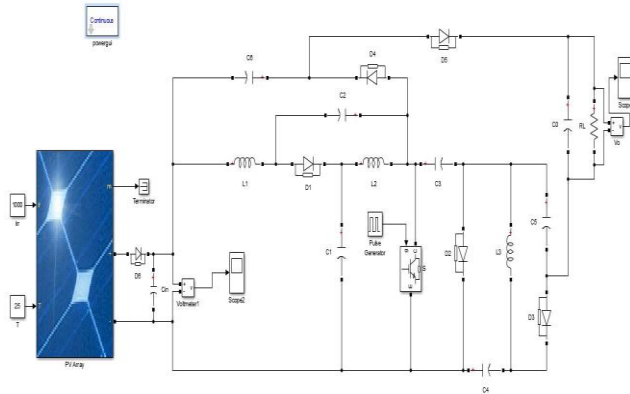 Continuous
powergui
D5
C6
D4
C2
Scope
C0
RL
Vo
L1
D1
L2
C3
1000
In
m
Terminator
Pulse
Generator
C1
D2
L3
C5
D6
Cin
Voltmeter1
Scope2
25
T
D3
PV Array
C4